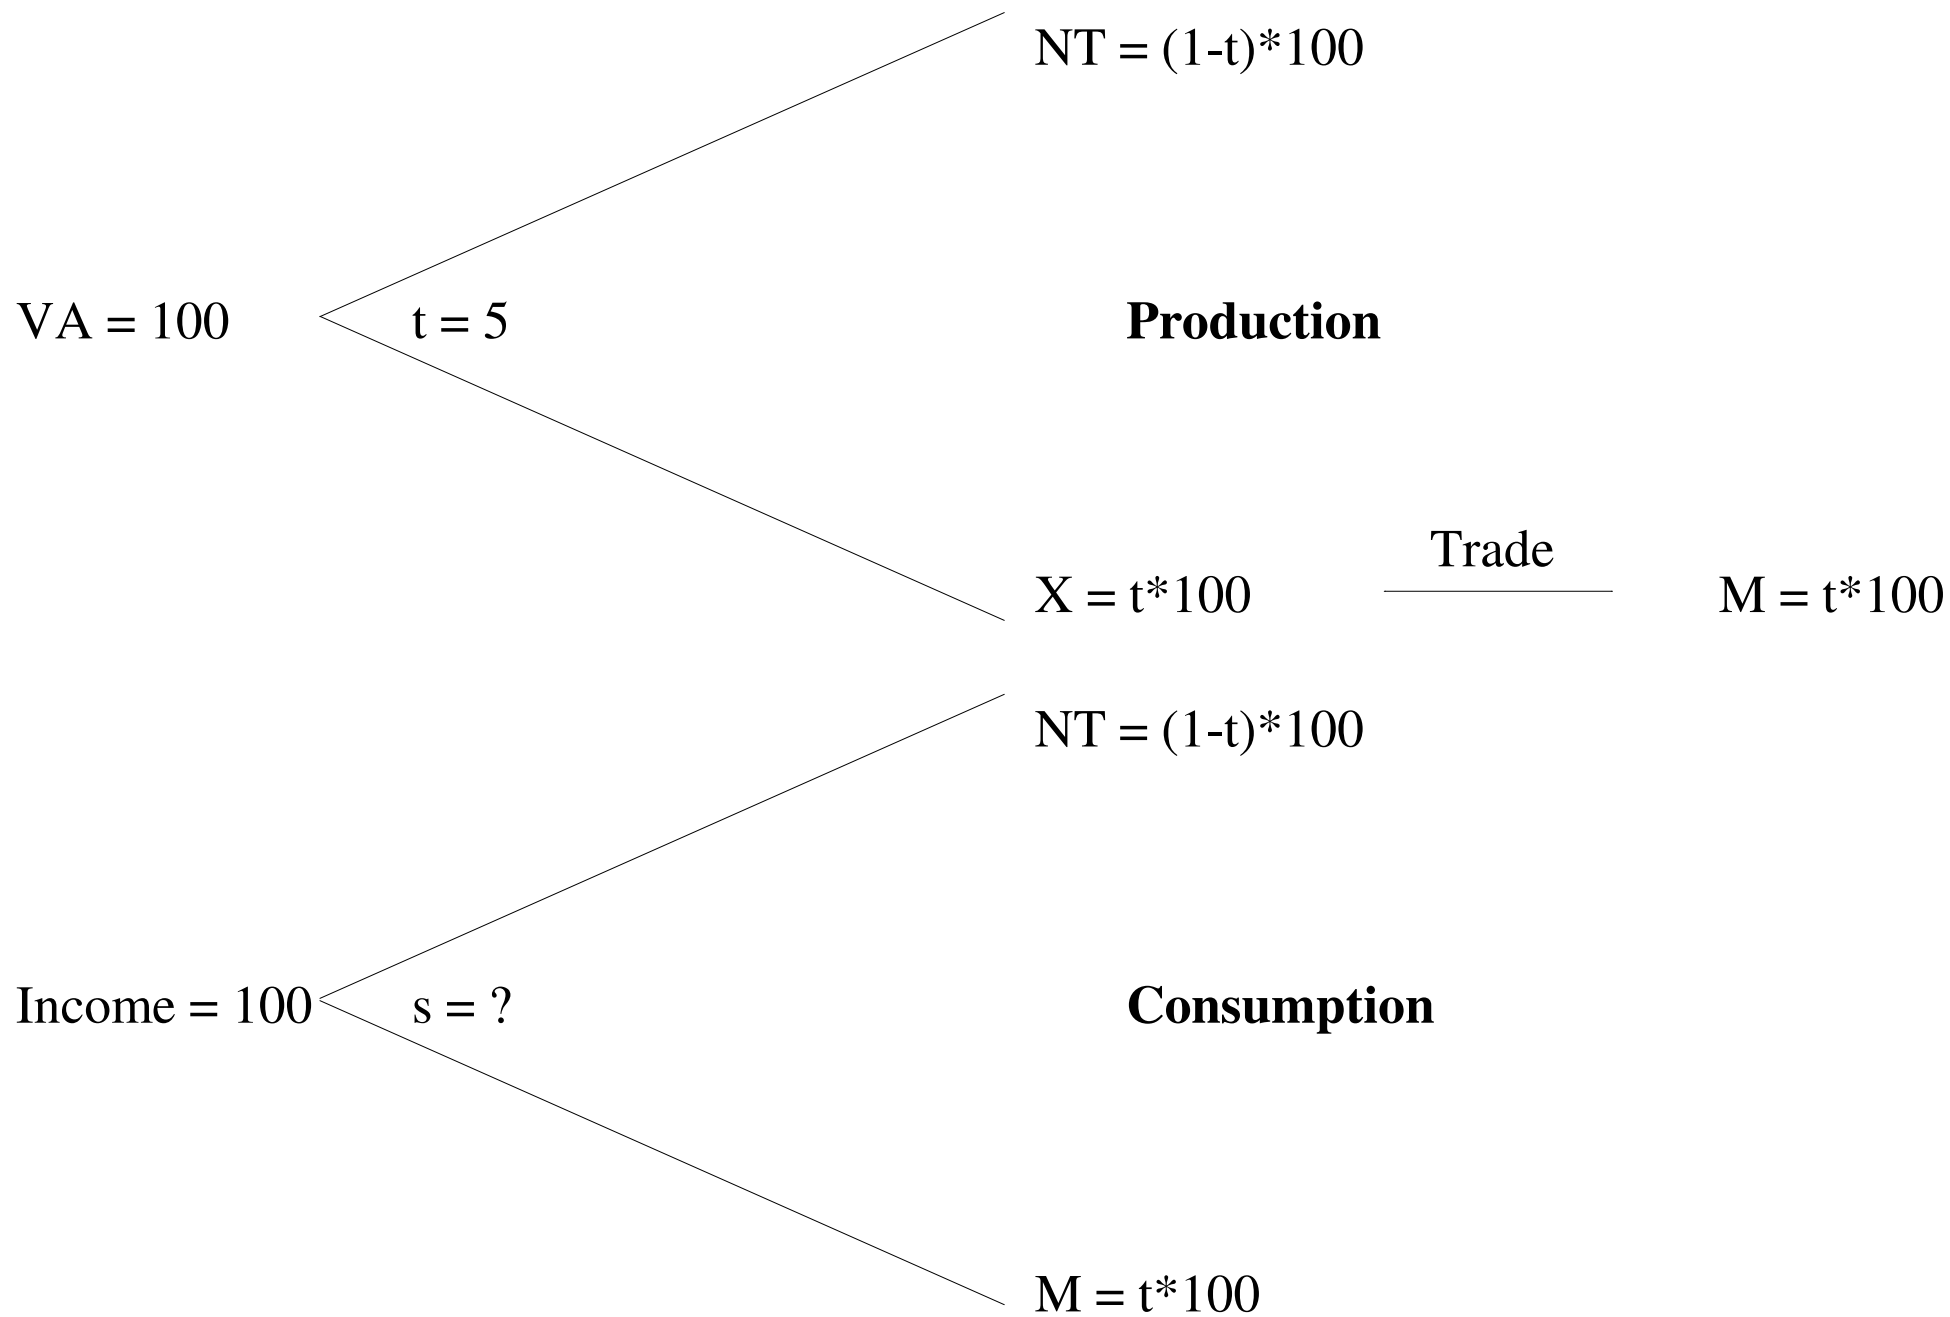 NT = (1-t)*100
VA = 100
t = 5
Production
Trade
X = t*100
M = t*100
NT = (1-t)*100
Income = 100
s = ?
Consumption
M = t*100